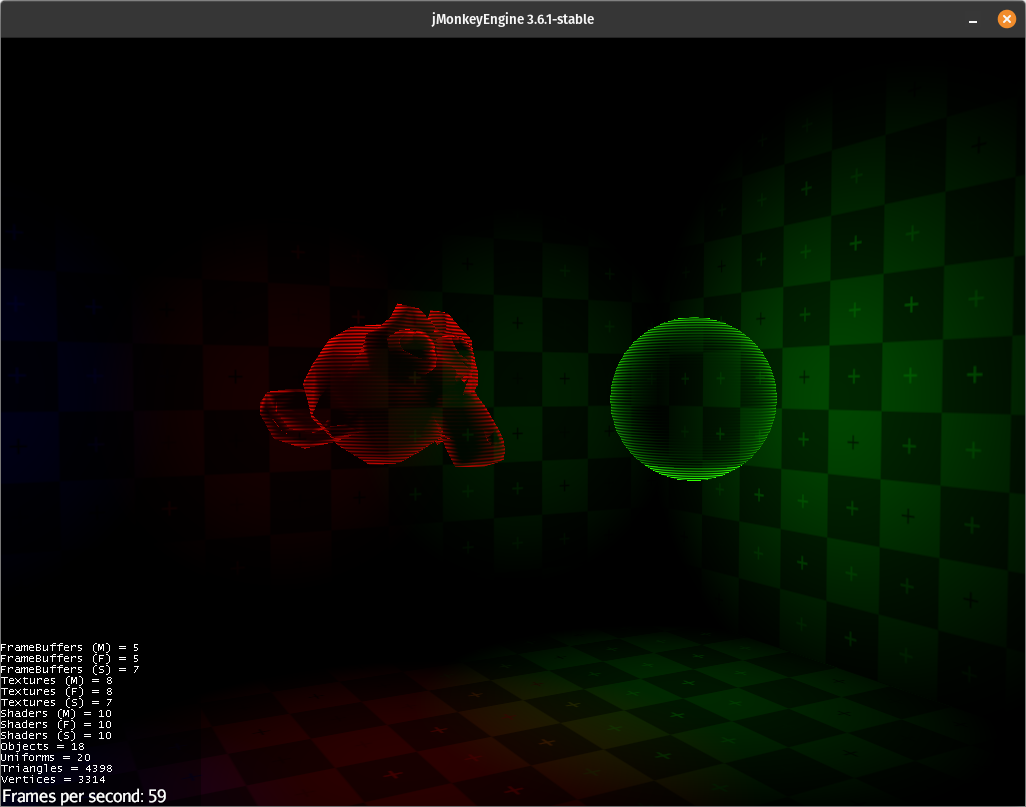 jMonkeyEngine 3.6.1-stable
FrameBuffers (M) = 5
FrameBuffers (F) = 5
FrameBuffers (S) = 7
Textures (M) = 8
Textures (F) = 8
Textures (S) = 7
Shaders (M) = 10
Shaders (F) = 10
Shaders (S) = 10
Objects = 18
Uniforms = 20
Triangles = 4398
Vertices = 3314
Frames per second: 59